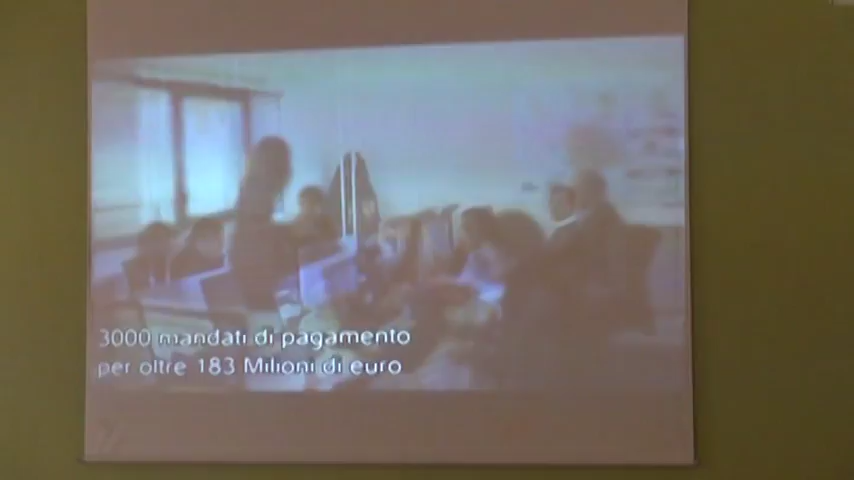 3000 mandati di pagamento
per oltre 183 Milioni di euro